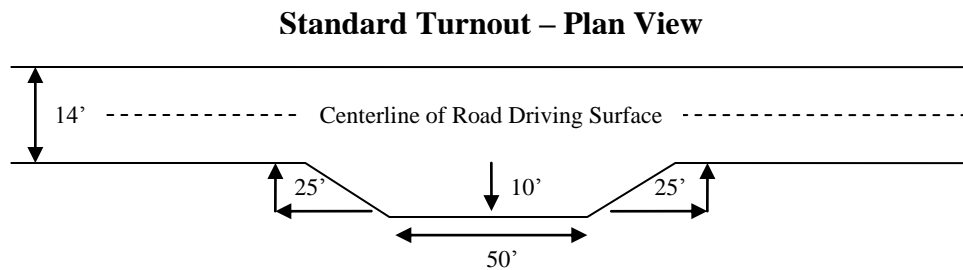 Standard Turnout – Plan View
14’
Centerline of Road Driving Surface
25’
10’
25’
50’